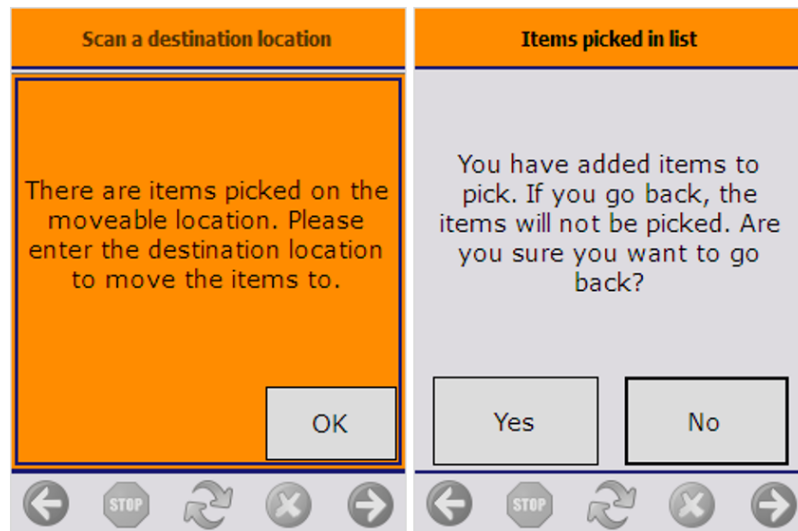 Scan a destination location
There are items picked on the
moveable location. Please
enter the destination location
to move the items to.
OK
STOP
Items picked in list
You have added items to
pick. If you go back, the
items will not be picked. Are
you sure you want to go
back?
Yes
No
STOP